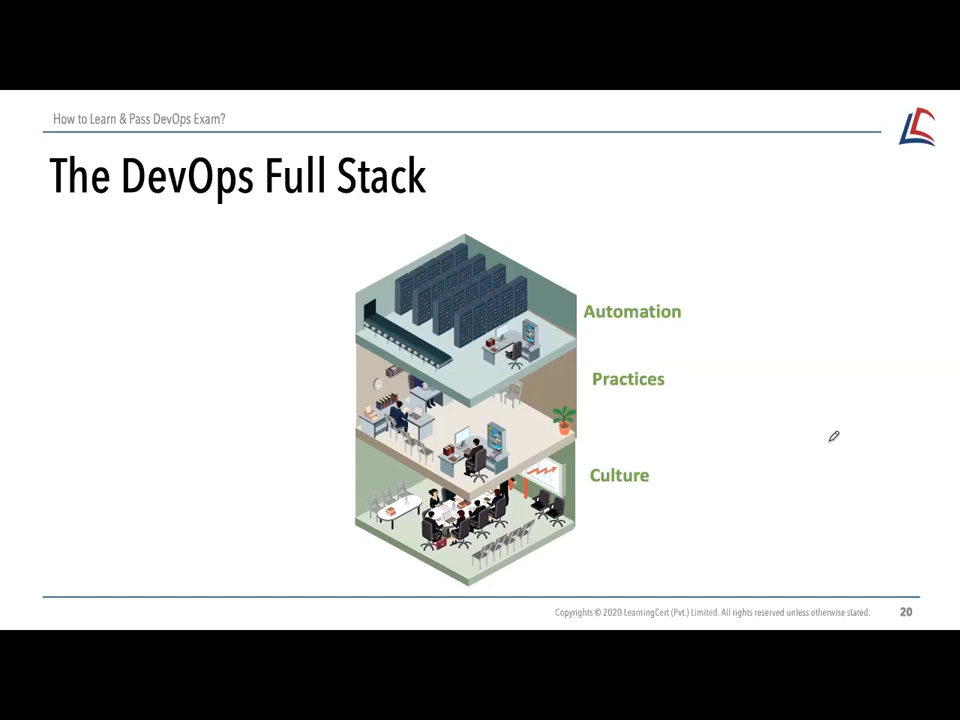 How to Learn & Pass DevOps Exam?
The DevOps Full Stack
Automation
Practices
Culture
Copyrights © 2020 LearningCert (Pvt.) Limited. All rights reserved unless otherwise stated.
20